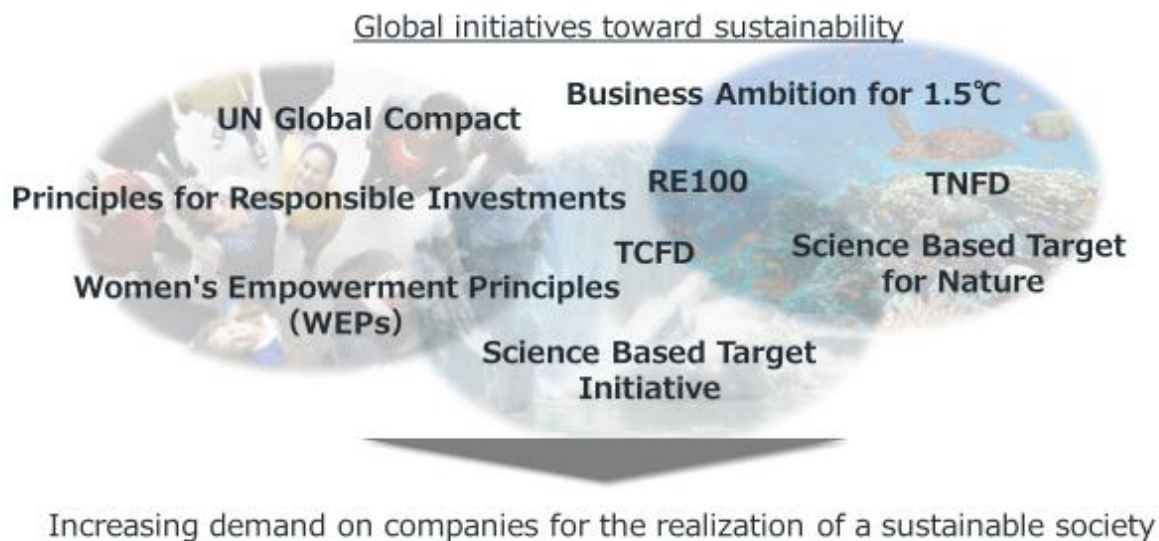 Global initiatives toward sustainability
Business Ambition for 1.5℃
UN Global Compact
RE100
TNFD
Principles for Responsible Investments
TCFD
Science Based Target
for Nature
Women's Empowerment Principles
(WEPs)
Science Based Target
Initiative
Increasing demand on companies for the realization of a sustainable society